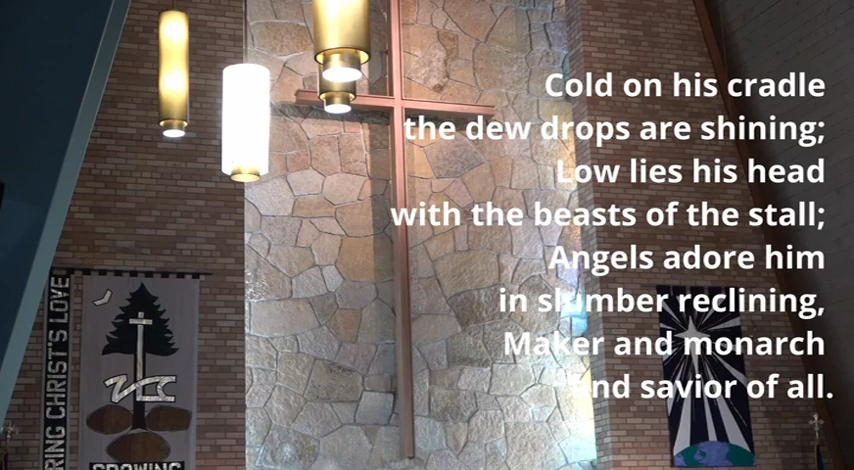 Cold on his cradle
the dew drops are shining;
Low lies his head
with the beasts of the stall;
Angels adore him
in slumber reclining,
Maker and monarch
and savior of all.
RING CHRIST'S LOVE
GROWING